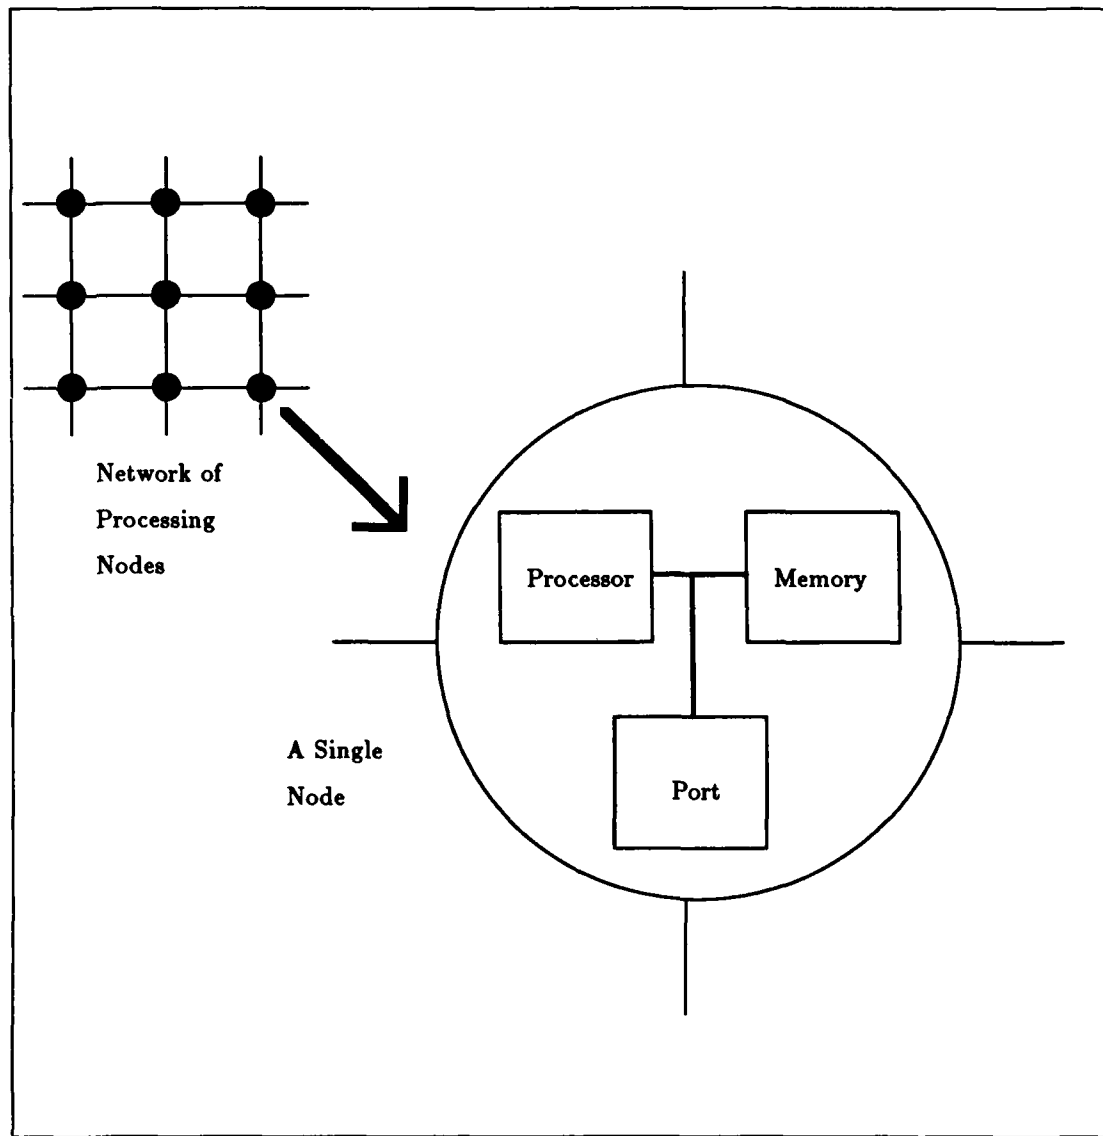 Network of
Processing
Nodes
Processor
Memory
A Single
Node
Port